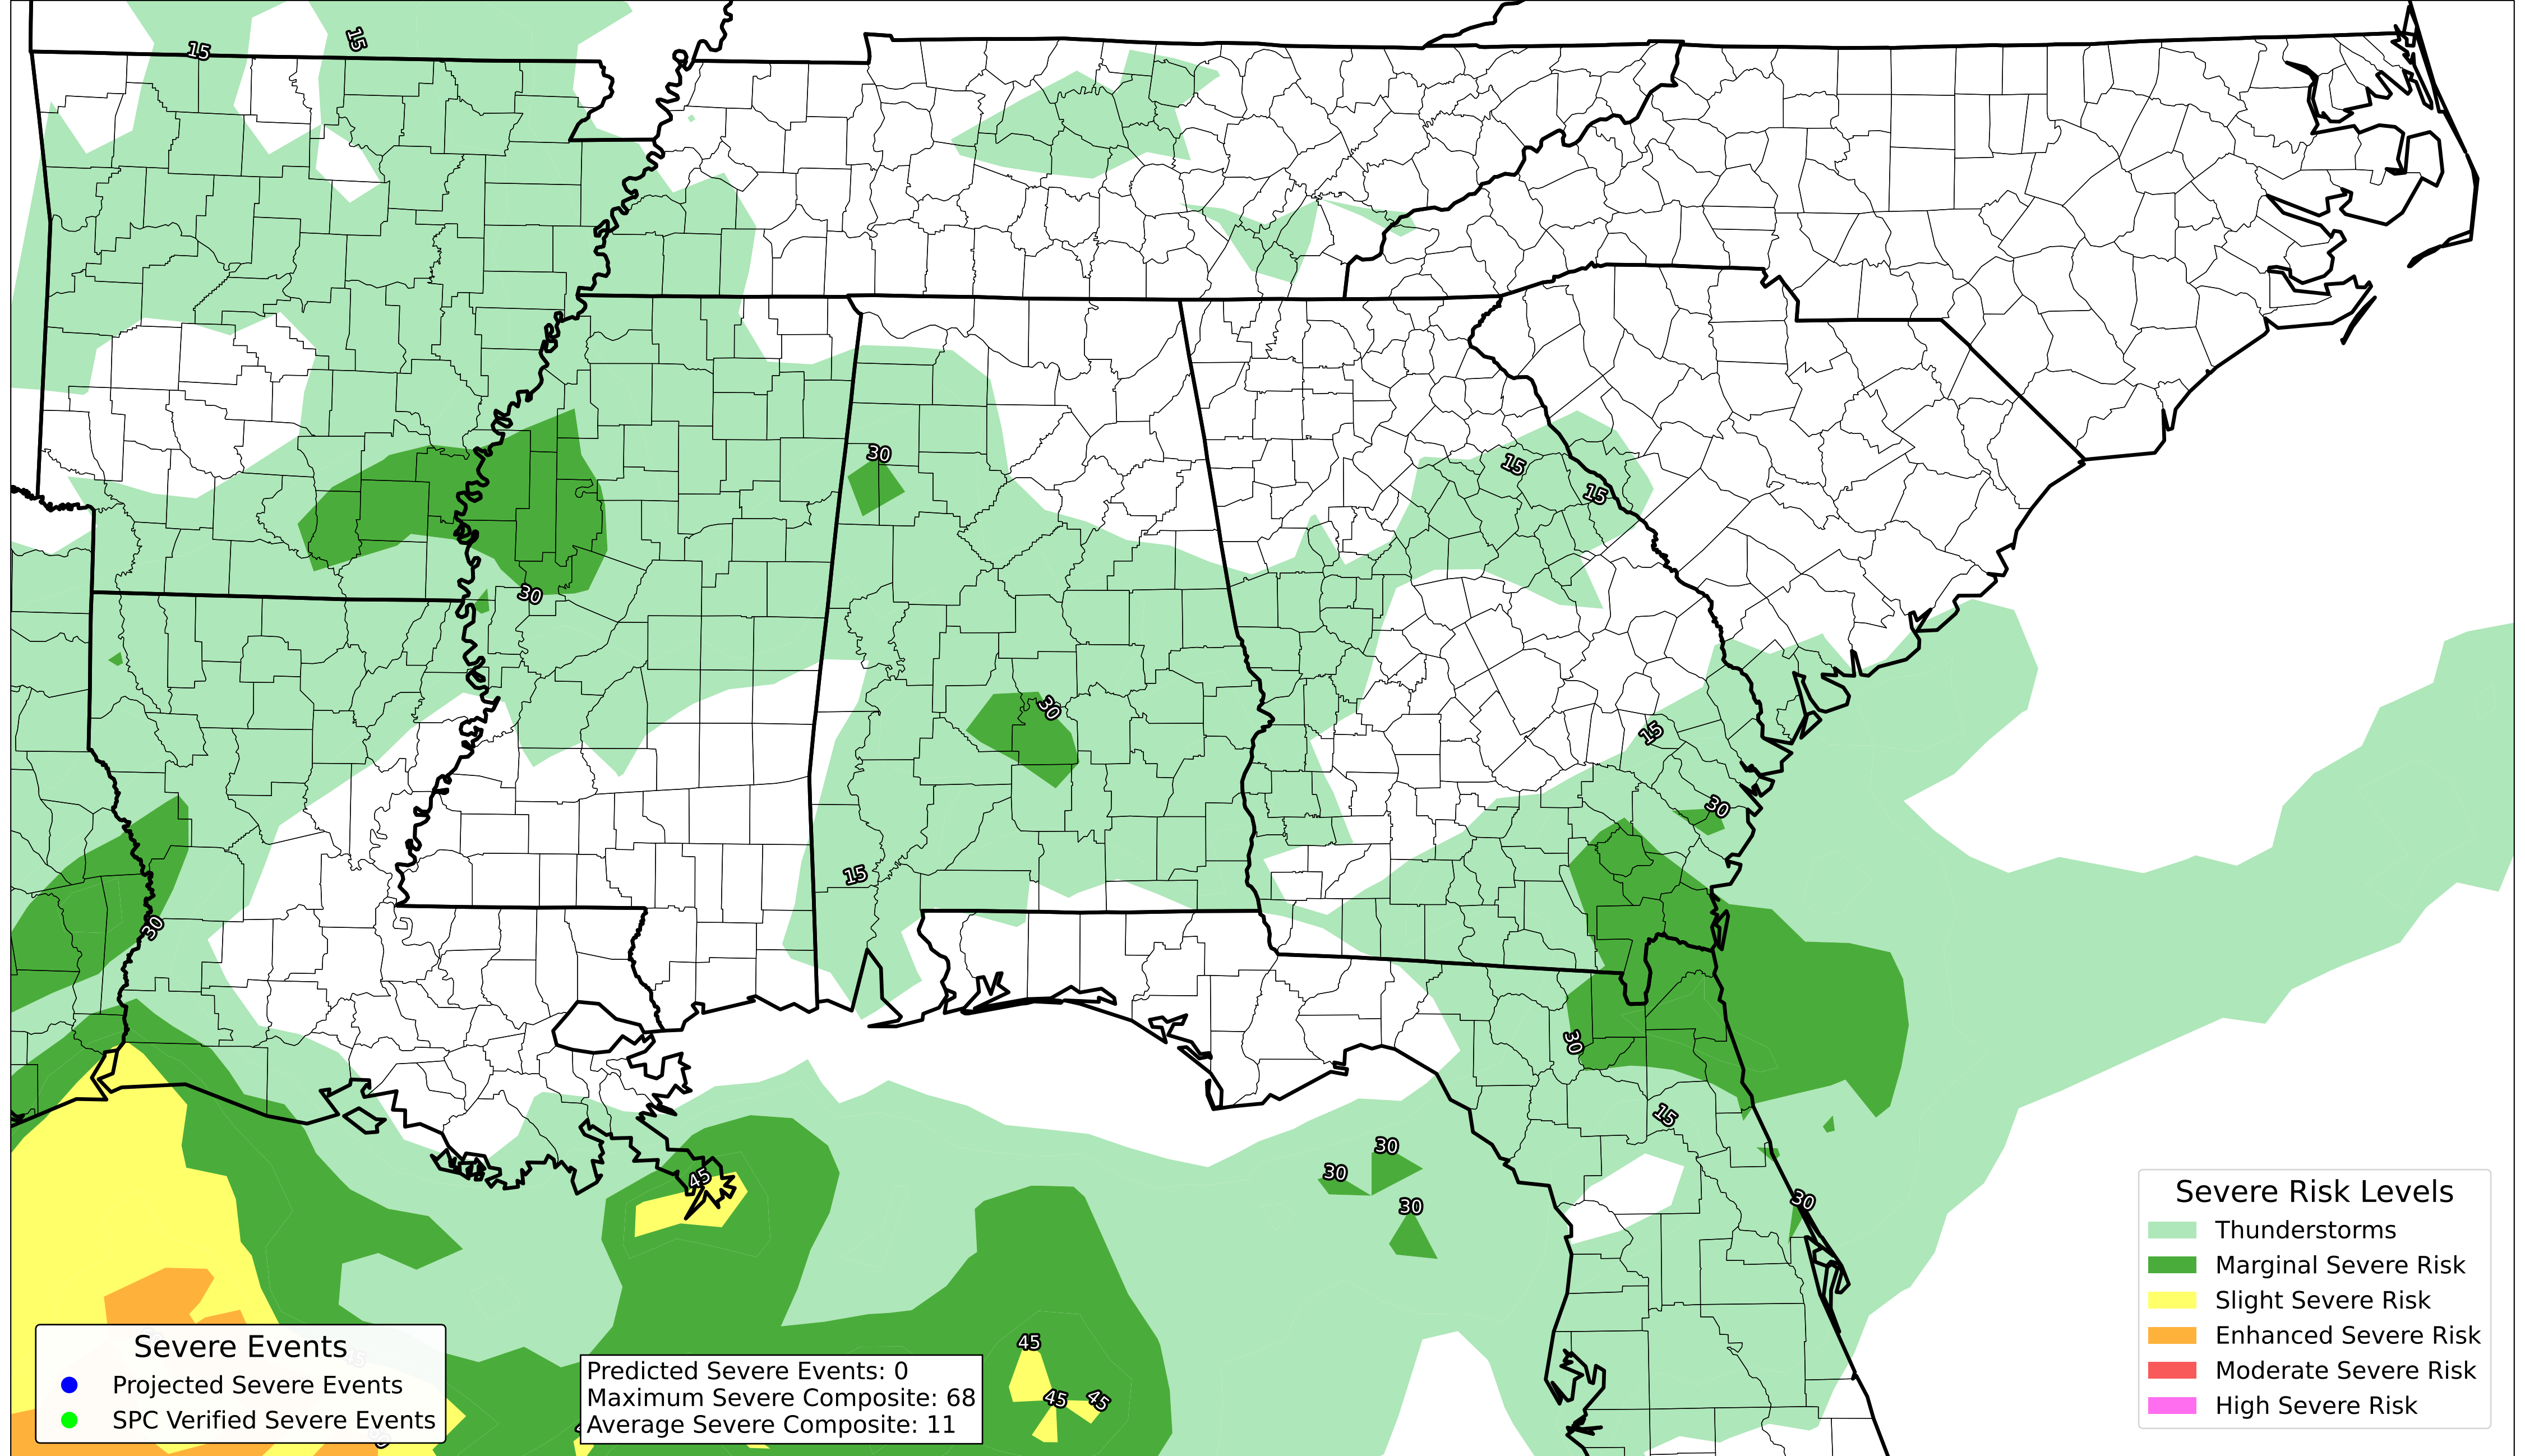 15
15
30
15
15
30
30
15
30
15
30
30
15
30
30
45
30
30
45
45
45
45
Severe Risk Levels
Thunderstorms
Marginal Severe Risk
Slight Severe Risk
Enhanced Severe Risk
Moderate Severe Risk
High Severe Risk
Severe Events
Projected Severe Events
SPC Verified Severe Events
Predicted Severe Events: 0
Maximum Severe Composite: 68
Average Severe Composite: 11